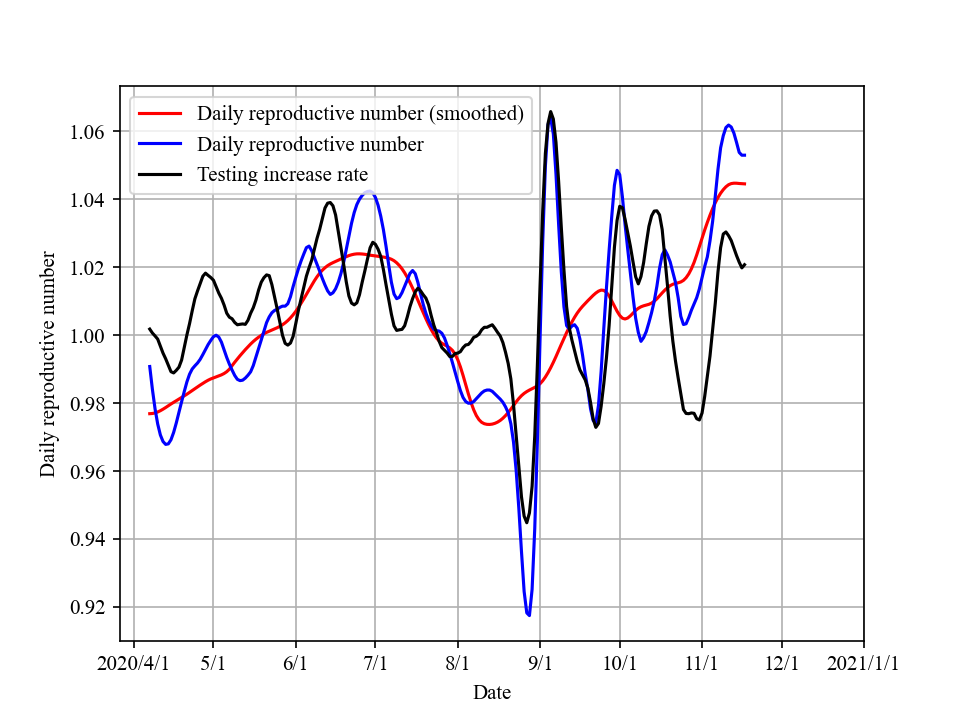 Daily reproductive number (smoothed)
Daily reproductive number
Testing increase rate
1.06
1.04
1.02
1.00
0.98
0.96
0.94
0.92
Daily reproductive number
2020/4/1 5/1 6/1 7/1 8/1 9/1 10/1 11/1 12/1 2021/1/1
Date